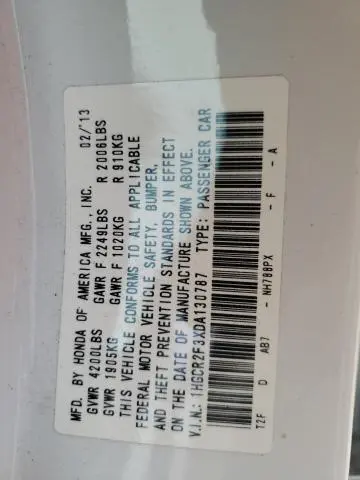 MFD. BY HONDA OF AMERICA MFG., INC. 02/'13
GVWR 4200LBS GAWR F 2249LBS R 2006LBS
GVWR 1905KG GAWR F 1020KG R 910KG
THIS VEHICLE CONFORMS TO ALL APPLICABLE
FEDERAL MOTOR VEHICLE SAFETY, BUMPER,
AND THEFT PREVENTION STANDARDS IN EFFECT
ON THE DATE OF MANUFACTURE SHOWN ABOVE.
V.I.N.: 1HGCR2F3XDA130787 TYPE: PASSENGER CAR
T2F D AB7 - NH788PX - F - A